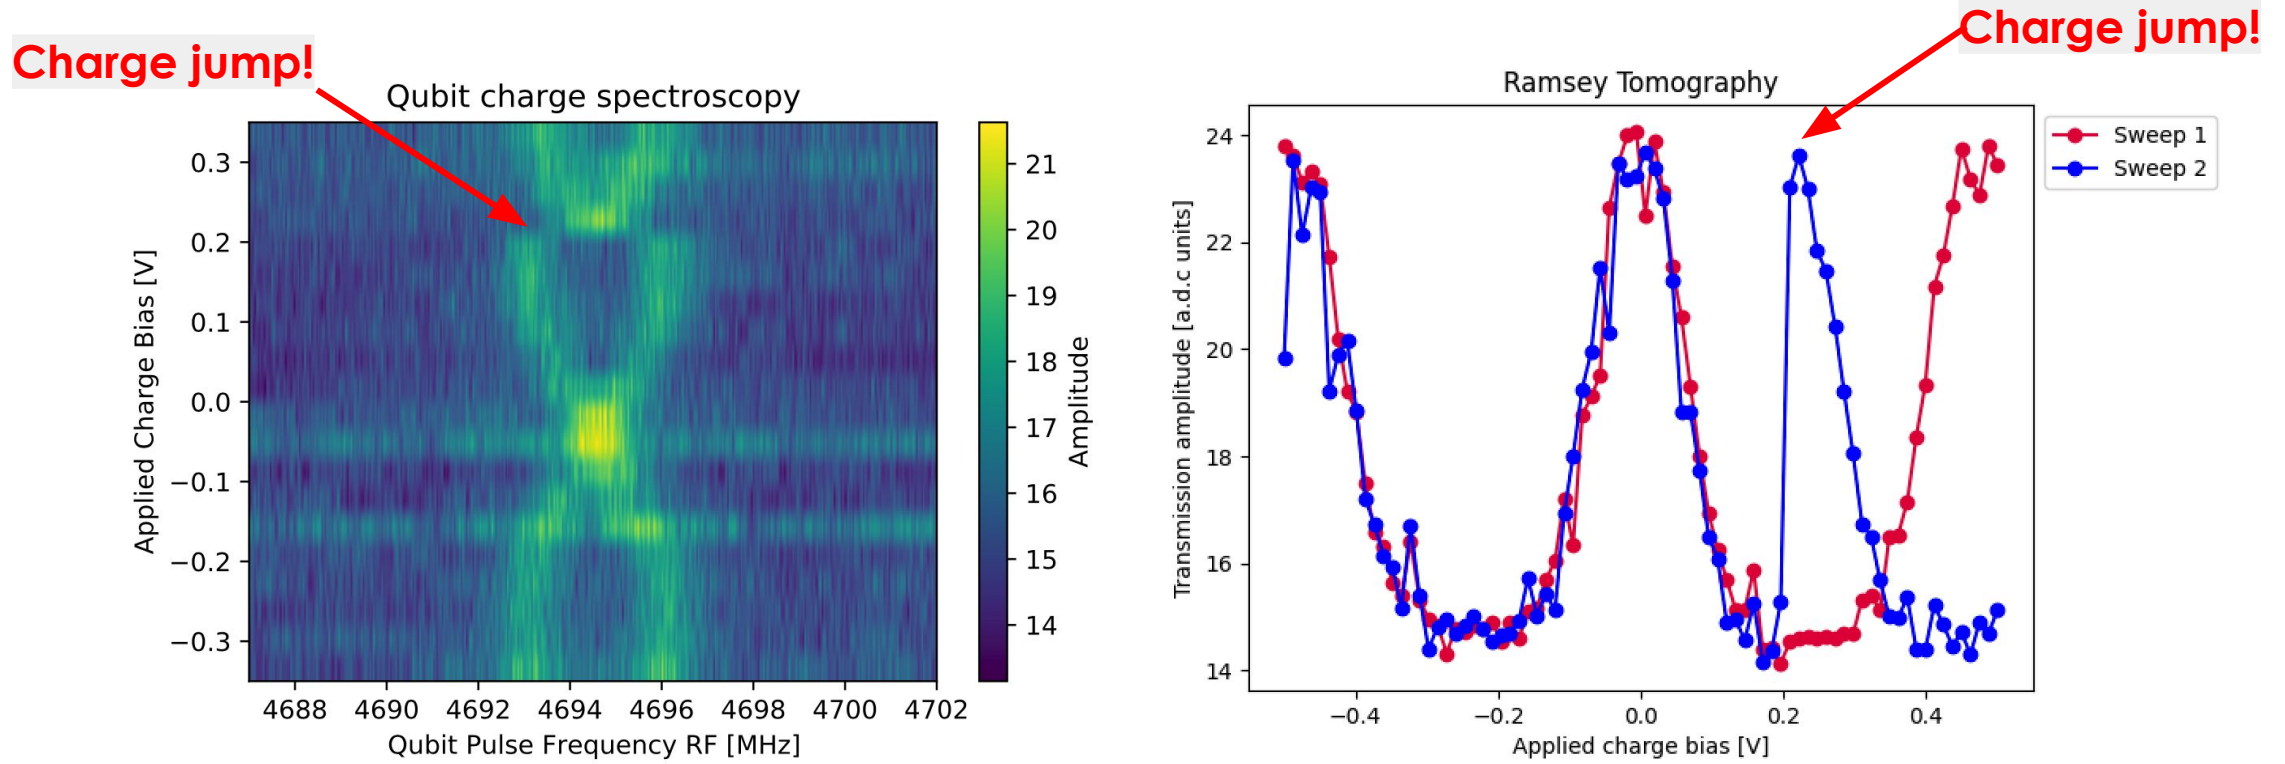 Charge jump!
Qubit charge spectroscopy
Applied Charge Bias [V]
0.3
0.2
0.1
0.0
−0.1
−0.2
−0.3
4688 4690 4692 4694 4696 4698 4700 4702
Qubit Pulse Frequency RF [MHz]
21
20
19
18
17
16
15
14
Amplitude
Charge jump!
Ramsey Tomography
Transmission amplitude [a.d.c units]
24
22
20
18
16
14
−0.4 −0.2 0.0 0.2 0.4
Applied charge bias [V]
Sweep 1
Sweep 2